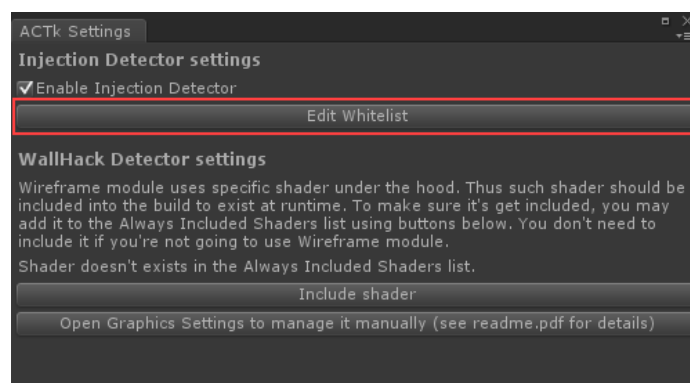 ACTk Settings
Injection Detector settings
Enable Injection Detector
Edit Whitelist
WallHack Detector settings
Wireframe module uses specific shader under the hood. Thus such shader should be
included into the build to exist at runtime. To make sure it's get included, you may
add it to the Always Included Shaders list using buttons below. You don't need to
include it if you're not going to use Wireframe module.
Shader doesn't exists in the Always Included Shaders list.
Include shader
Open Graphics Settings to manage it manually (see readme.pdf for details)